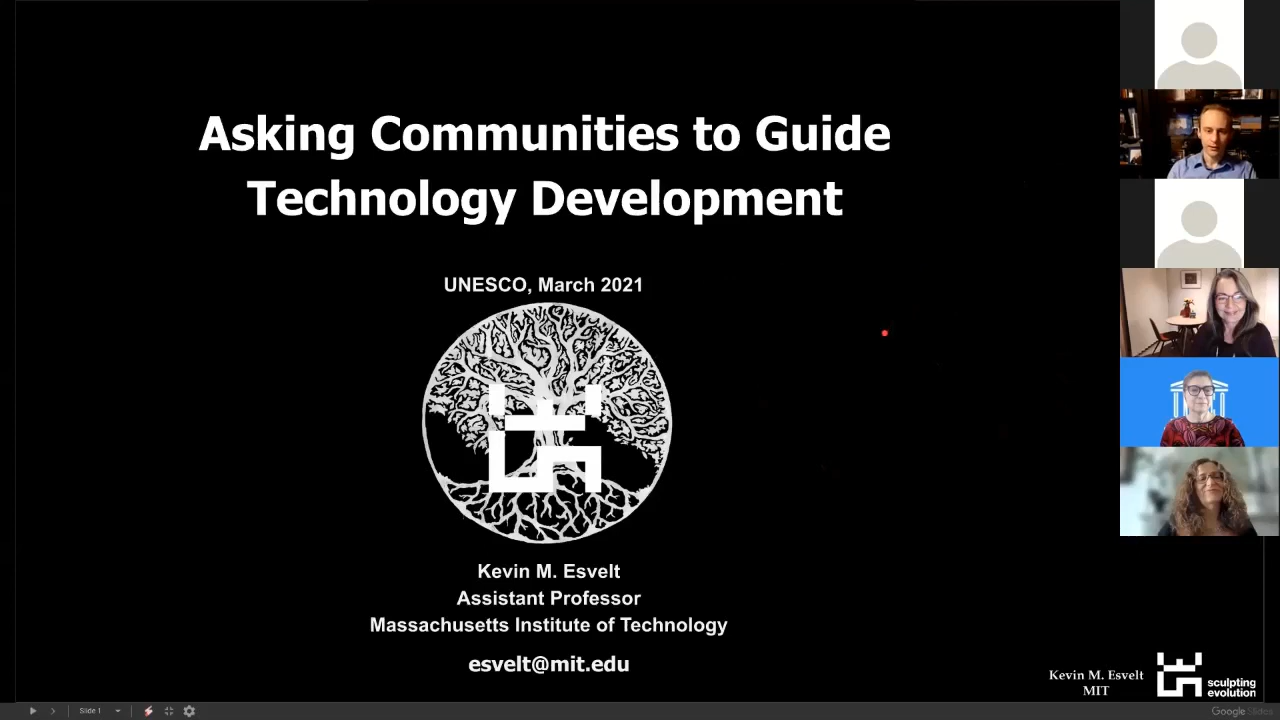 Asking Communities to Guide
Technology Development
UNESCO, March 2021
Kevin M. Esvelt
Assistant Professor
Massachusetts Institute of Technology
esvelt@mit.edu
Kevin M. Esvelt
MIT
sculpting
evolution
Slide 1
Google Slides